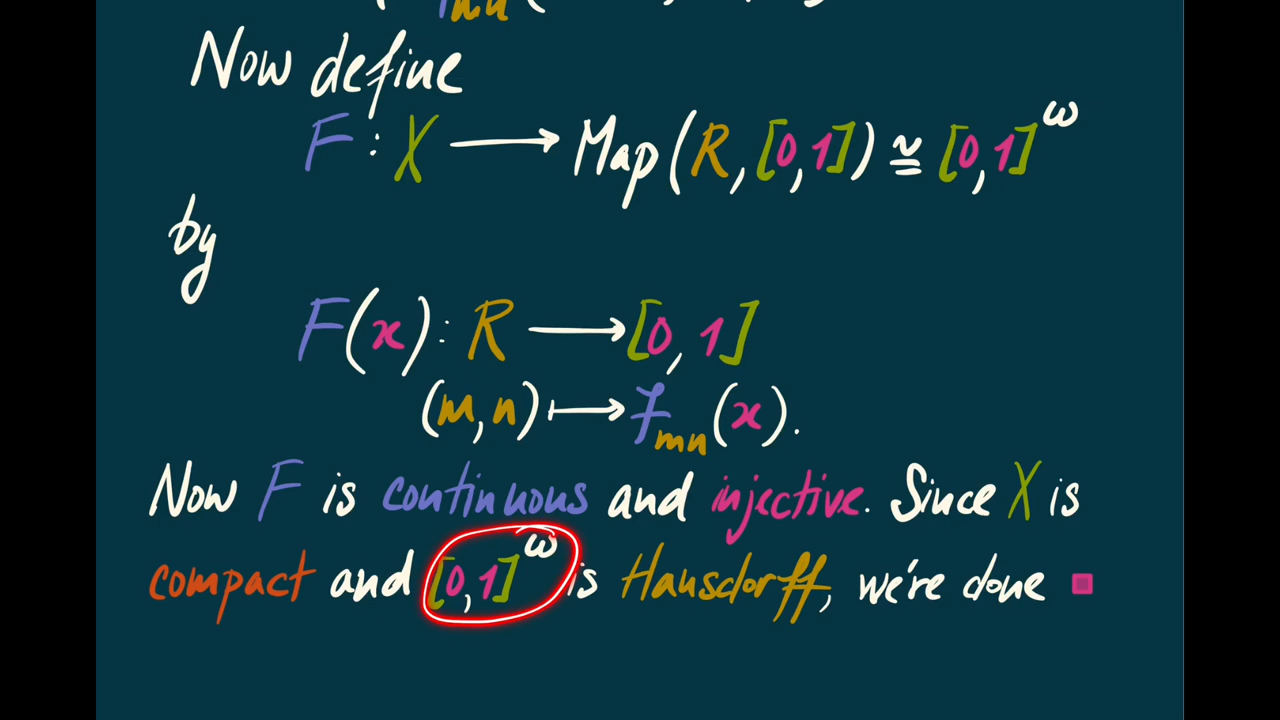 Now define
F : X ⟶ Map(R, [0,1]) ≅ [0,1]^ω
by
F(x) : R ⟶ [0,1]
(m,n) ⟼ f_mn(x).
Now F is continuous and injective. Since X is
compact and [0,1]^ω is Hausdorff, we're done ■